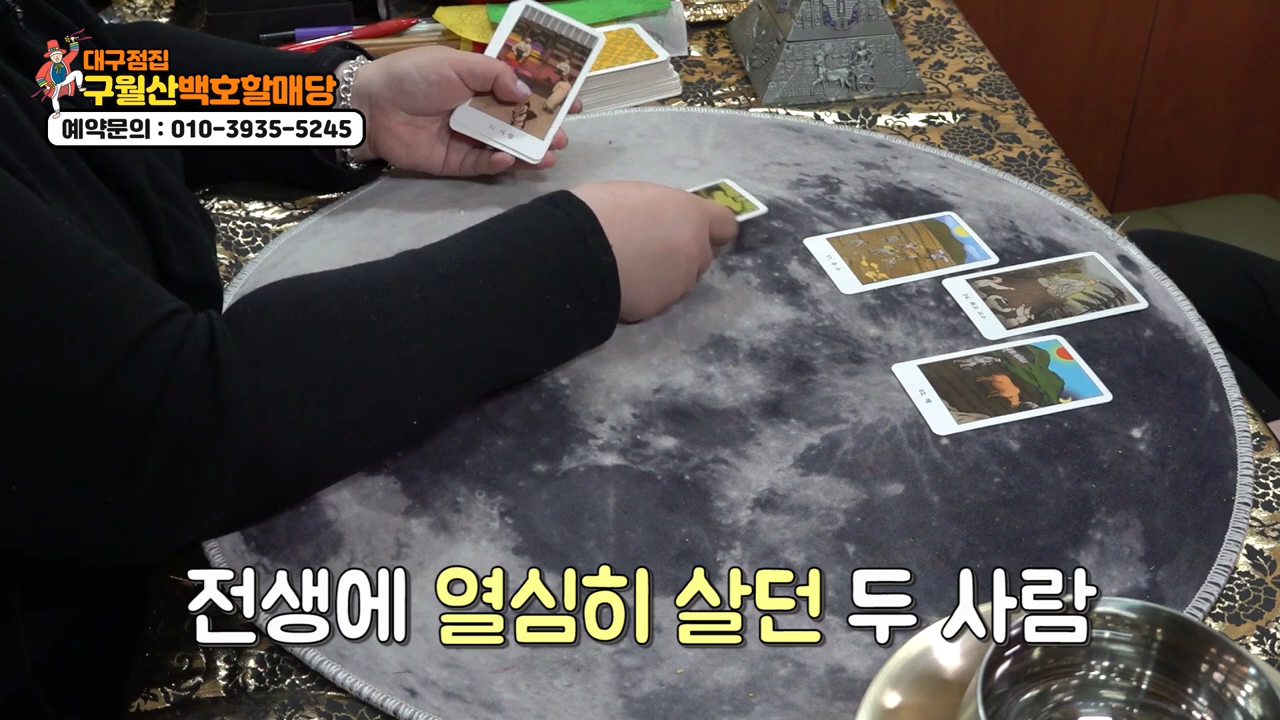 대구점집
구월산백호할매당
예약문의 : 010-3935-5245
전생에 열심히 살던 두 사람